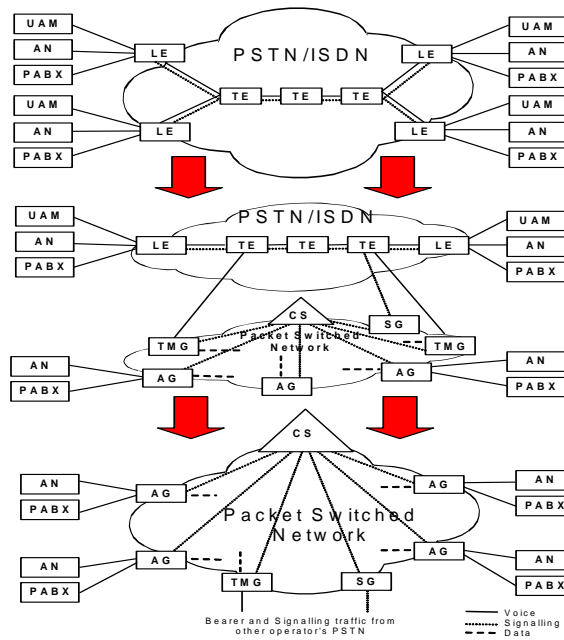 UAM
UAM
LE
PSTN/ISDN
LE
AN
AN
PABX
PABX
TE
TE
TE
UAM
UAM
AN
LE
LE
AN
PABX
PABX
PSTN/ISDN
UAM
UAM
AN
LE
TE
TE
TE
LE
AN
PABX
PABX
CS
SG
Packet Switched
Network
TMG
TMG
AN
AG
AG
AG
AN
PABX
PABX
CS
AN
AG
AG
AN
PABX
PABX
Packet Switched
Network
AN
AG
AG
AN
PABX
TMG
SG
PABX
Bearer and Signalling traffic from
other operator's PSTN
Voice
Signalling
Data